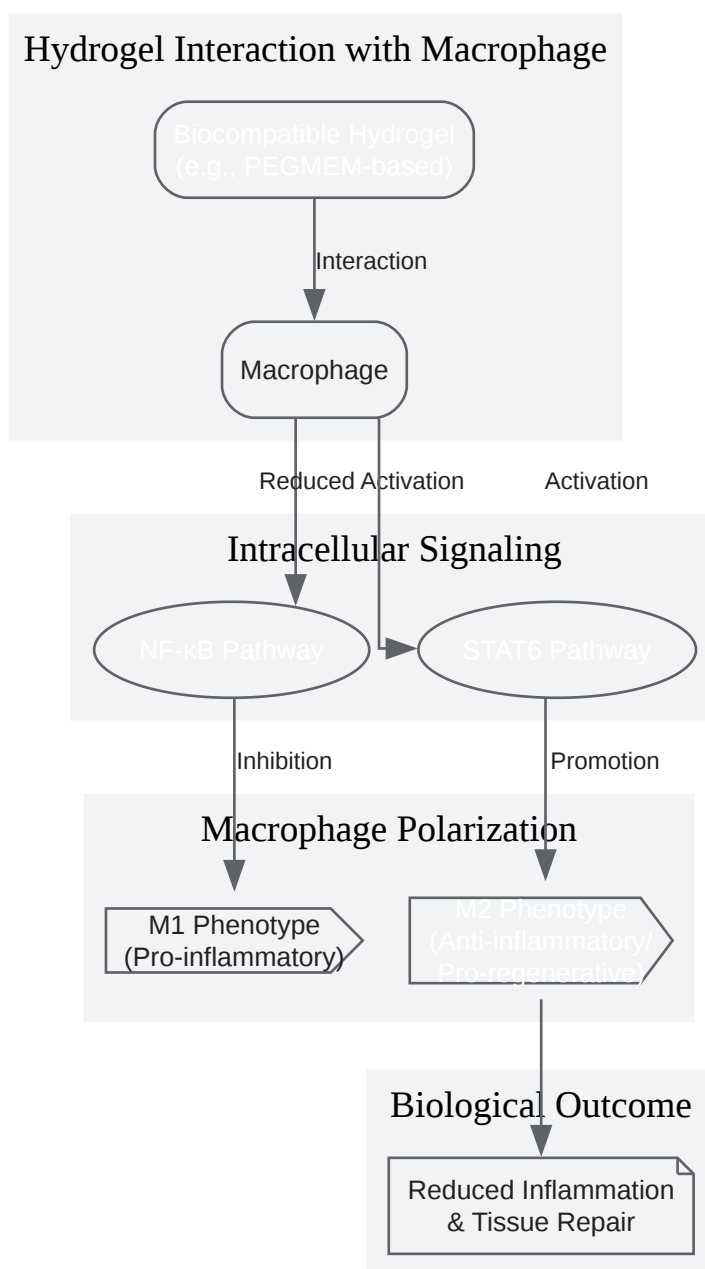 Hydrogel Interaction with Macrophage
Biocompatible Hydrogel
(e.g., PEGMEM-based)
Interaction
Macrophage
Reduced Activation
Activation
Intracellular Signaling
NF-κB Pathway
STAT6 Pathway
Inhibition
Promotion
Macrophage Polarization
M1 Phenotype
(Pro-inflammatory)
M2 Phenotype
(Anti-inflammatory/
Pro-regenerative)
Biological Outcome
Reduced Inflammation
& Tissue Repair